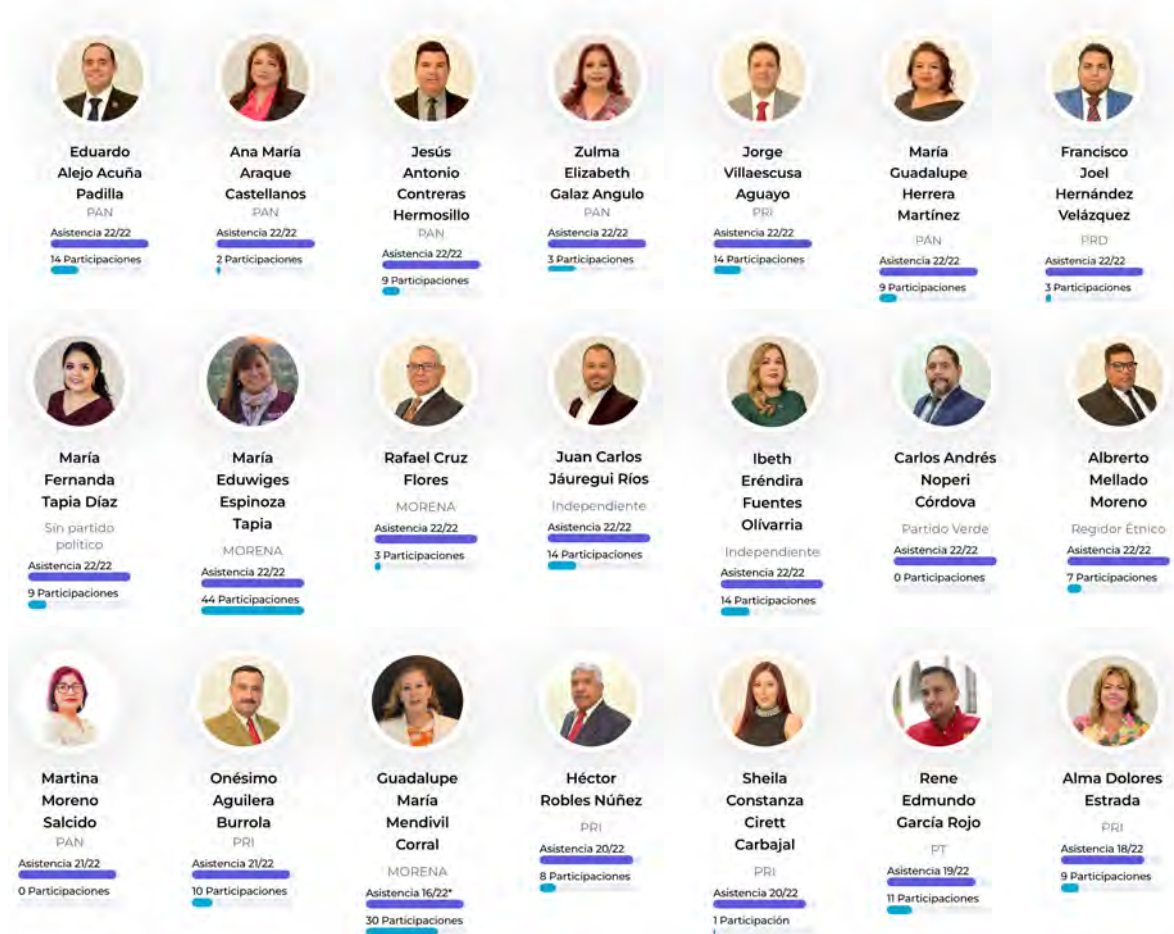 Eduardo
Alejo Acuña
Padilla
PAN
Asistencia 22/22
14 Participaciones
Ana María
Araque
Castellanos
PAN
Asistencia 22/22
2 Participaciones
Jesús
Antonio
Contreras
Hermosillo
PAN
Asistencia 22/22
9 Participaciones
Zulma
Elizabeth
Galaz Angulo
PAN
Asistencia 22/22
3 Participaciones
Jorge
Villaescusa
Aguayo
PRI
Asistencia 22/22
14 Participaciones
María
Guadalupe
Herrera
Martínez
PAN
Asistencia 22/22
9 Participaciones
Francisco
Joel
Hernández
Velázquez
PRD
Asistencia 22/22
3 Participaciones
María
Fernanda
Tapia Díaz
Sin partido
político
Asistencia 22/22
9 Participaciones
María
Eduwiges
Espinoza
Tapia
MORENA
Asistencia 22/22
44 Participaciones
Rafael Cruz
Flores
MORENA
Asistencia 22/22
3 Participaciones
Juan Carlos
Jáuregui Ríos
Independiente
Asistencia 22/22
14 Participaciones
Ibeth
Eréndira
Fuentes
Olívarria
Independiente
Asistencia 22/22
14 Participaciones
Carlos Andrés
Noperi
Córdova
Partido Verde
Asistencia 22/22
0 Participaciones
Albrerto
Mellado
Moreno
Regidor Étnico
Asistencia 22/22
7 Participaciones
Martina
Moreno
Salcido
PAN
Asistencia 21/22
0 Participaciones
Onésimo
Aguilera
Burrola
PRI
Asistencia 21/22
10 Participaciones
Guadalupe
María
Mendivil
Corral
MORENA
Asistencia 16/22*
30 Participaciones
Héctor
Robles Núñez
PRI
Asistencia 20/22
8 Participaciones
Sheila
Constanza
Cirett
Carbajal
PRI
Asistencia 20/22
1 Participación
Rene
Edmundo
García Rojo
PT
Asistencia 19/22
11 Participaciones
Alma Dolores
Estrada
PRI
Asistencia 18/22
9 Participaciones